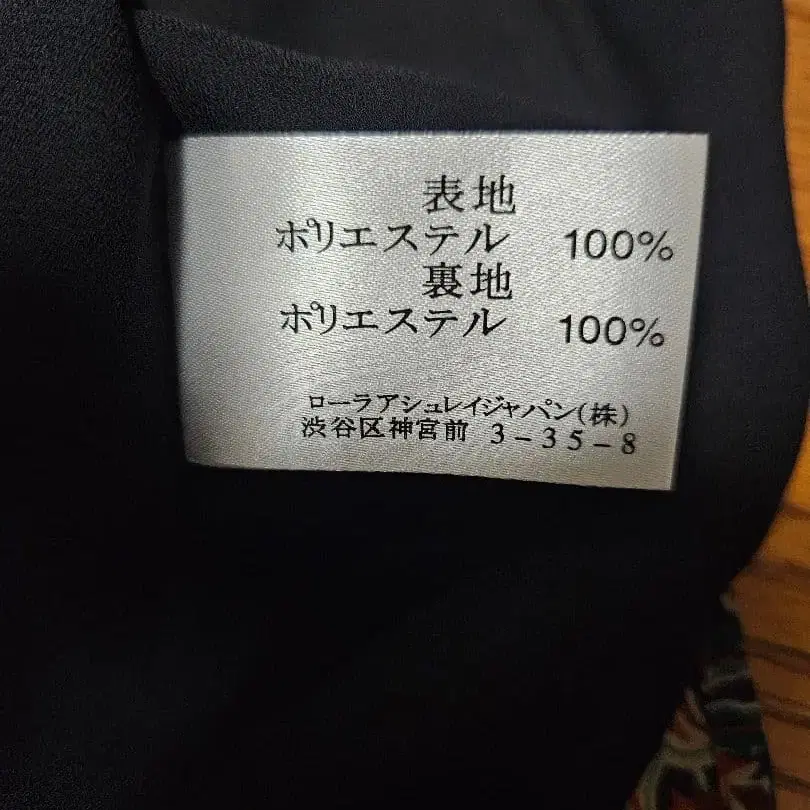 表地
ポリエステル 100%
裏地
ポリエステル 100%
ローラアシュレイジャパン(株)
渋谷区神宮前 3-35-8